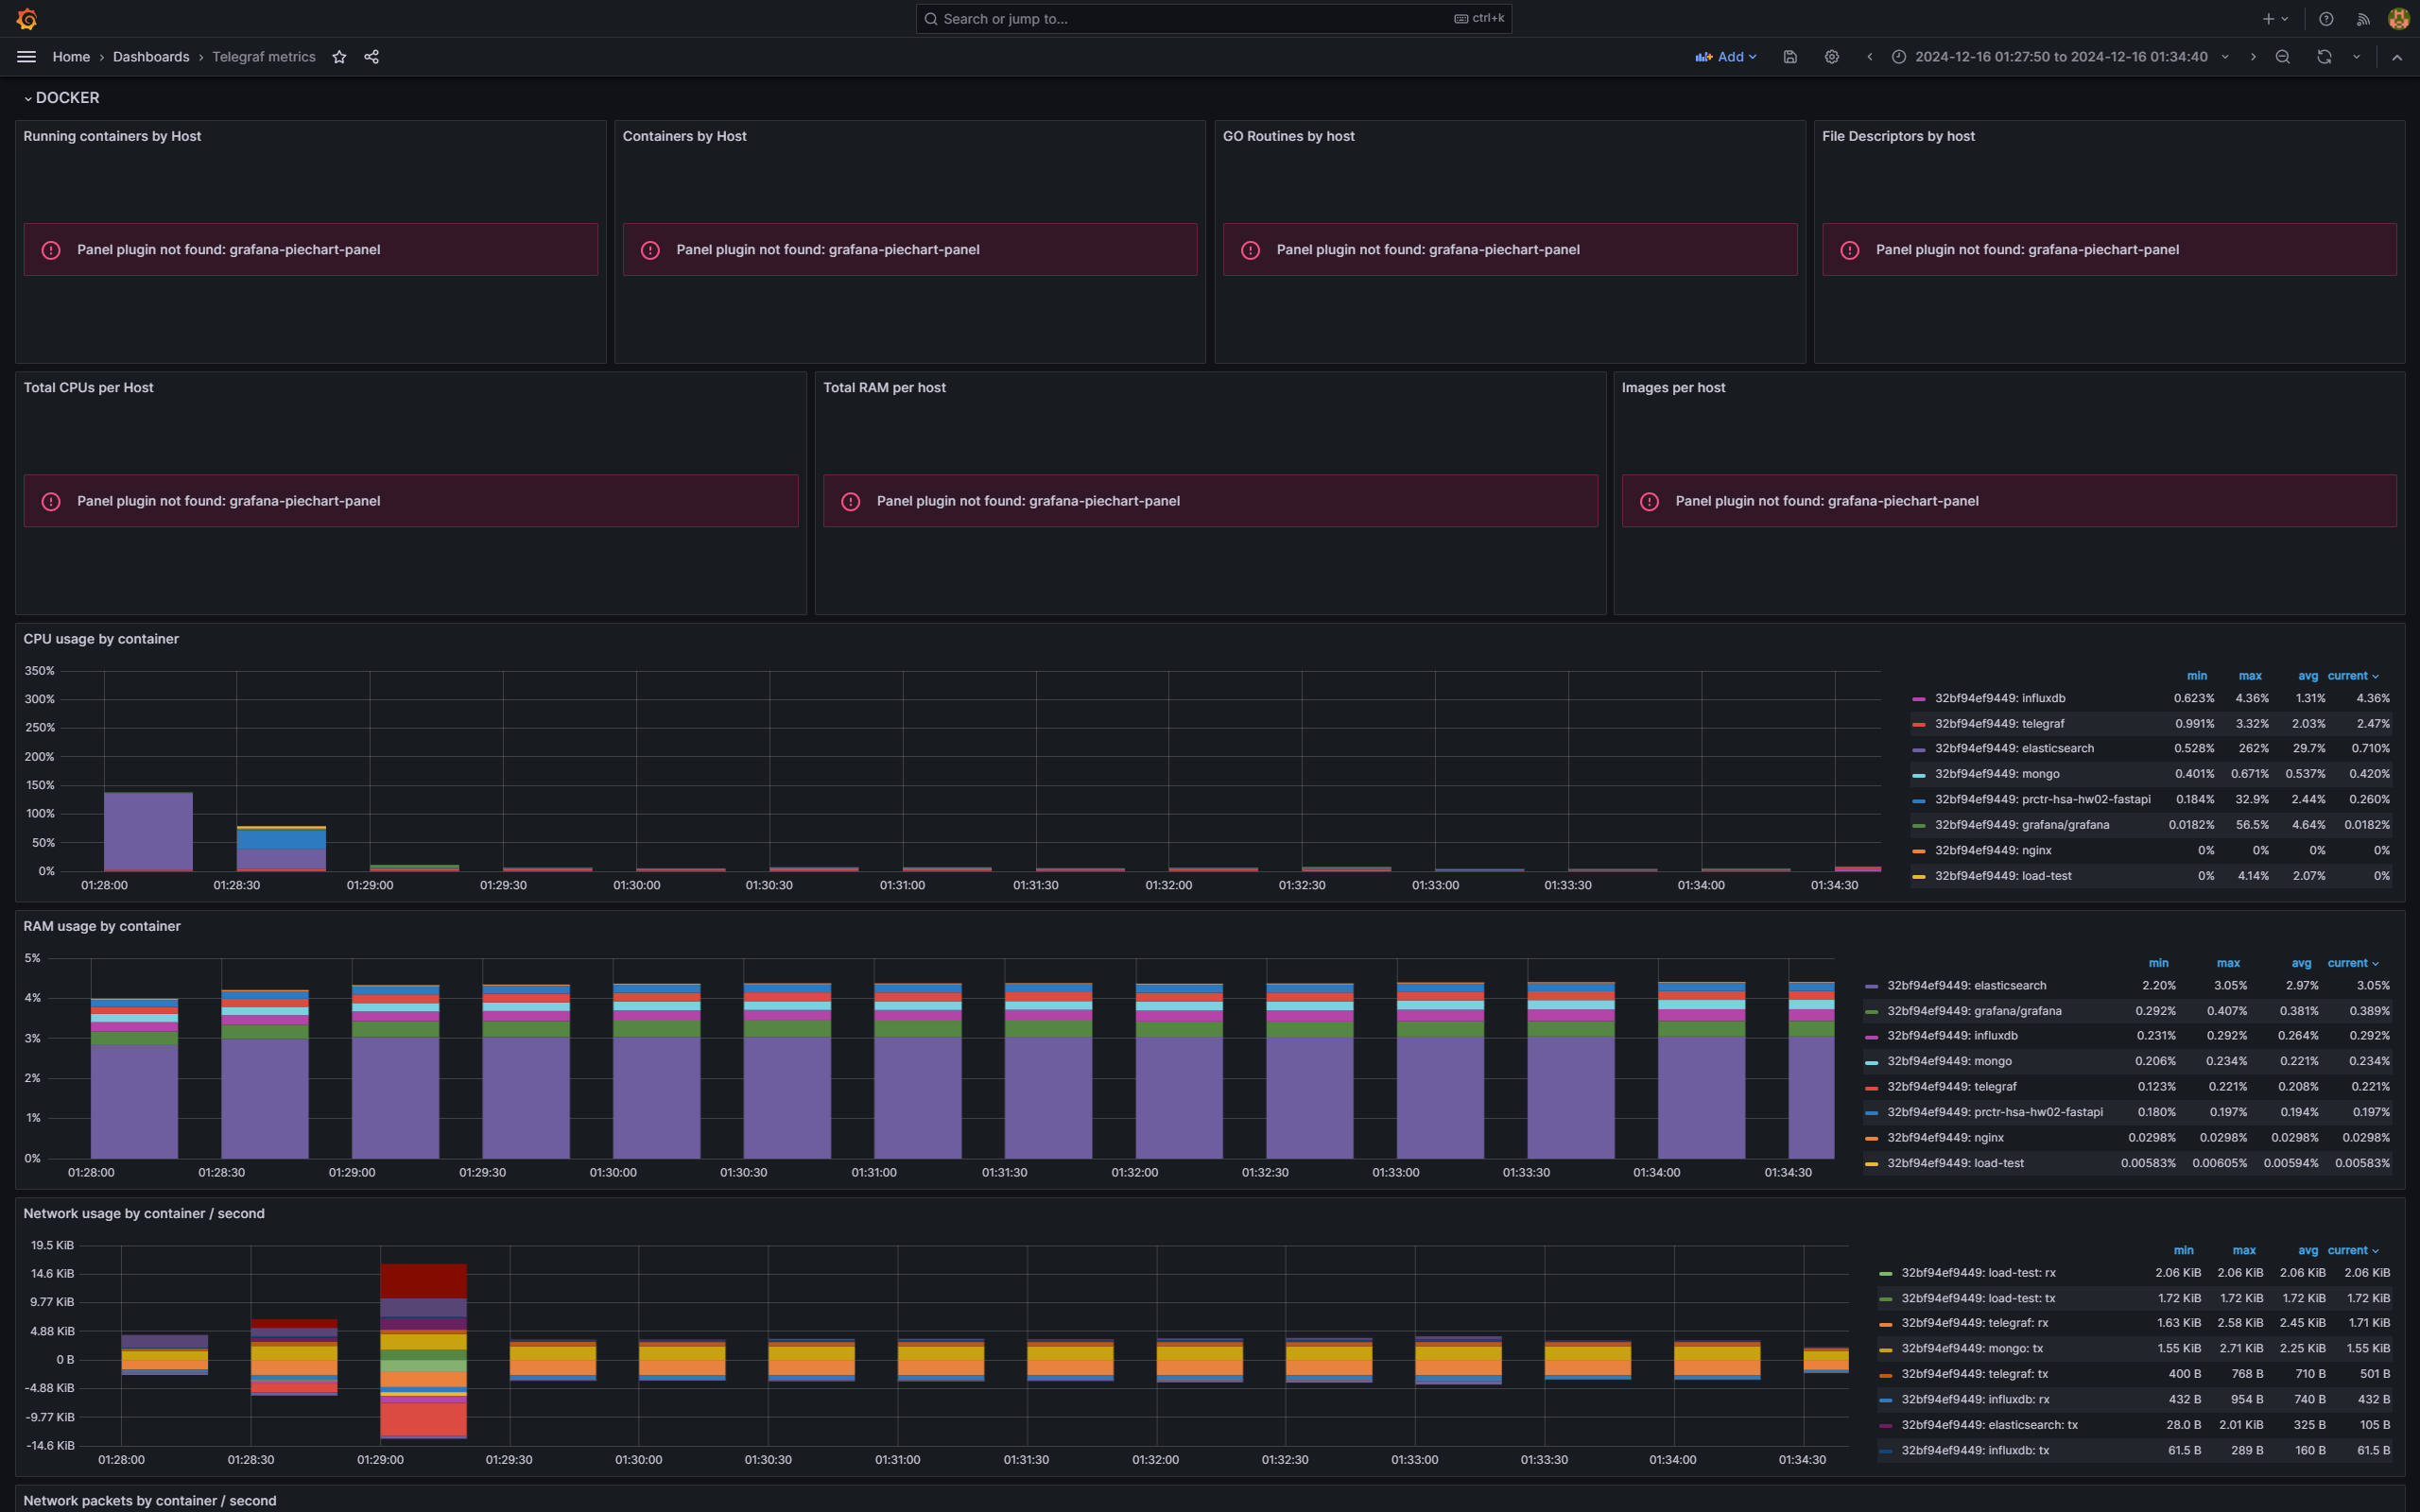 Search or jump to...
ctrl+k
Home › Dashboards › Telegraf metrics
Add
2024-12-16 01:27:50 to 2024-12-16 01:34:40
DOCKER
Running containers by Host
Containers by Host
GO Routines by host
File Descriptors by host
Panel plugin not found: grafana-piechart-panel
Panel plugin not found: grafana-piechart-panel
Panel plugin not found: grafana-piechart-panel
Panel plugin not found: grafana-piechart-panel
Total CPUs per Host
Total RAM per host
Images per host
Panel plugin not found: grafana-piechart-panel
Panel plugin not found: grafana-piechart-panel
Panel plugin not found: grafana-piechart-panel
CPU usage by container
350%
300%
250%
200%
150%
100%
50%
0%
01:28:00 01:28:30 01:29:00 01:29:30 01:30:00 01:30:30 01:31:00 01:31:30 01:32:00 01:32:30 01:33:00 01:33:30 01:34:00 01:34:30
min max avg current
32bf94ef9449: influxdb 0.623% 4.36% 1.31% 4.36%
32bf94ef9449: telegraf 0.991% 3.32% 2.03% 2.47%
32bf94ef9449: elasticsearch 0.528% 262% 29.7% 0.710%
32bf94ef9449: mongo 0.401% 0.671% 0.537% 0.420%
32bf94ef9449: prctr-hsa-hw02-fastapi 0.184% 32.9% 2.44% 0.260%
32bf94ef9449: grafana/grafana 0.0182% 56.5% 4.64% 0.0182%
32bf94ef9449: nginx 0% 0% 0% 0%
32bf94ef9449: load-test 0% 4.14% 2.07% 0%
RAM usage by container
5%
4%
3%
2%
1%
0%
01:28:00 01:28:30 01:29:00 01:29:30 01:30:00 01:30:30 01:31:00 01:31:30 01:32:00 01:32:30 01:33:00 01:33:30 01:34:00 01:34:30
min max avg current
32bf94ef9449: elasticsearch 2.20% 3.05% 2.97% 3.05%
32bf94ef9449: grafana/grafana 0.292% 0.407% 0.381% 0.389%
32bf94ef9449: influxdb 0.231% 0.292% 0.264% 0.292%
32bf94ef9449: mongo 0.206% 0.234% 0.221% 0.234%
32bf94ef9449: telegraf 0.123% 0.221% 0.208% 0.221%
32bf94ef9449: prctr-hsa-hw02-fastapi 0.180% 0.197% 0.194% 0.197%
32bf94ef9449: nginx 0.0298% 0.0298% 0.0298% 0.0298%
32bf94ef9449: load-test 0.00583% 0.00605% 0.00594% 0.00583%
Network usage by container / second
19.5 KiB
14.6 KiB
9.77 KiB
4.88 KiB
0 B
-4.88 KiB
-9.77 KiB
-14.6 KiB
01:28:00 01:28:30 01:29:00 01:29:30 01:30:00 01:30:30 01:31:00 01:31:30 01:32:00 01:32:30 01:33:00 01:33:30 01:34:00 01:34:30
min max avg current
32bf94ef9449: load-test: rx 2.06 KiB 2.06 KiB 2.06 KiB 2.06 KiB
32bf94ef9449: load-test: tx 1.72 KiB 1.72 KiB 1.72 KiB 1.72 KiB
32bf94ef9449: telegraf: rx 1.63 KiB 2.58 KiB 2.45 KiB 1.71 KiB
32bf94ef9449: mongo: tx 1.55 KiB 2.71 KiB 2.25 KiB 1.55 KiB
32bf94ef9449: telegraf: tx 400 B 768 B 710 B 501 B
32bf94ef9449: influxdb: rx 432 B 954 B 740 B 432 B
32bf94ef9449: elasticsearch: tx 28.0 B 2.01 KiB 325 B 105 B
32bf94ef9449: influxdb: tx 61.5 B 289 B 160 B 61.5 B
Network packets by container / second